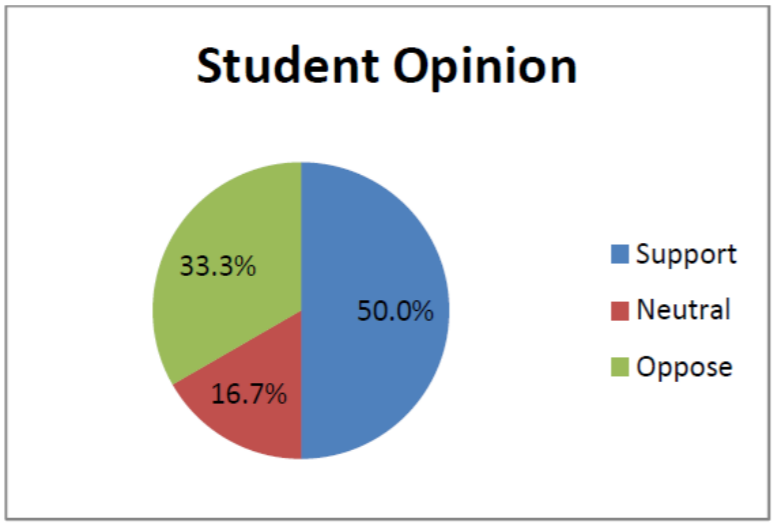 Student Opinion
33.3%
50.0%
16.7%
Support
Neutral
Oppose